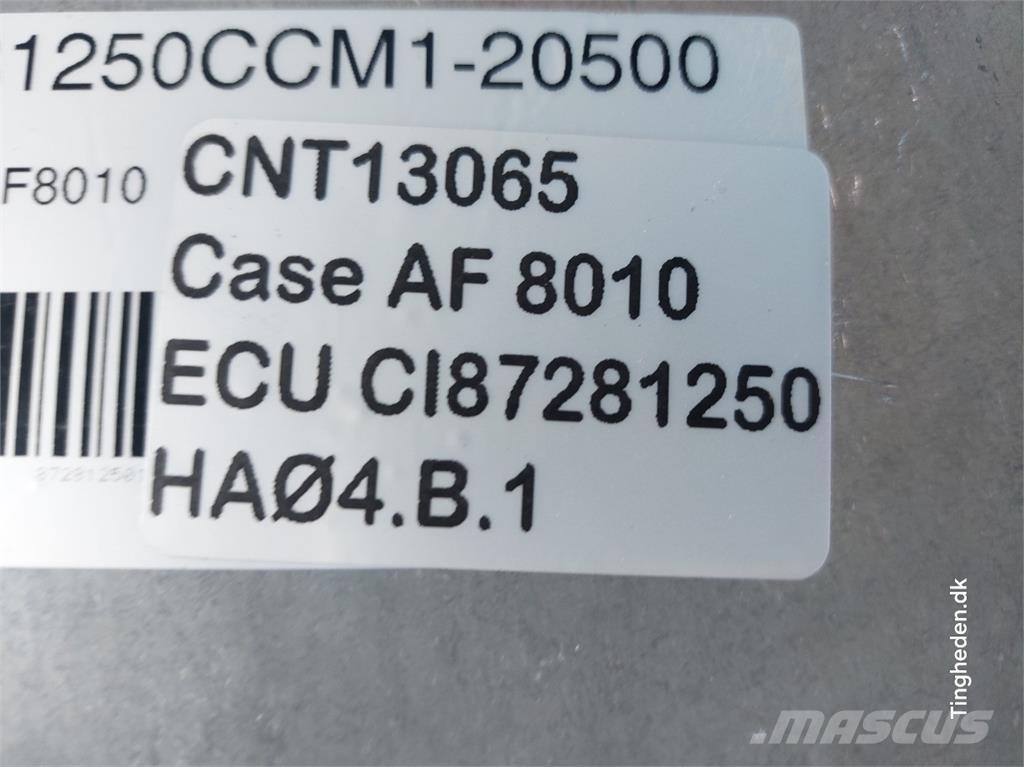 1250CCM1-20500
F8010
CNT13065
Case AF 8010
ECU CI87281250
HAØ4.B.1
Tingheden.dk
MASCUS